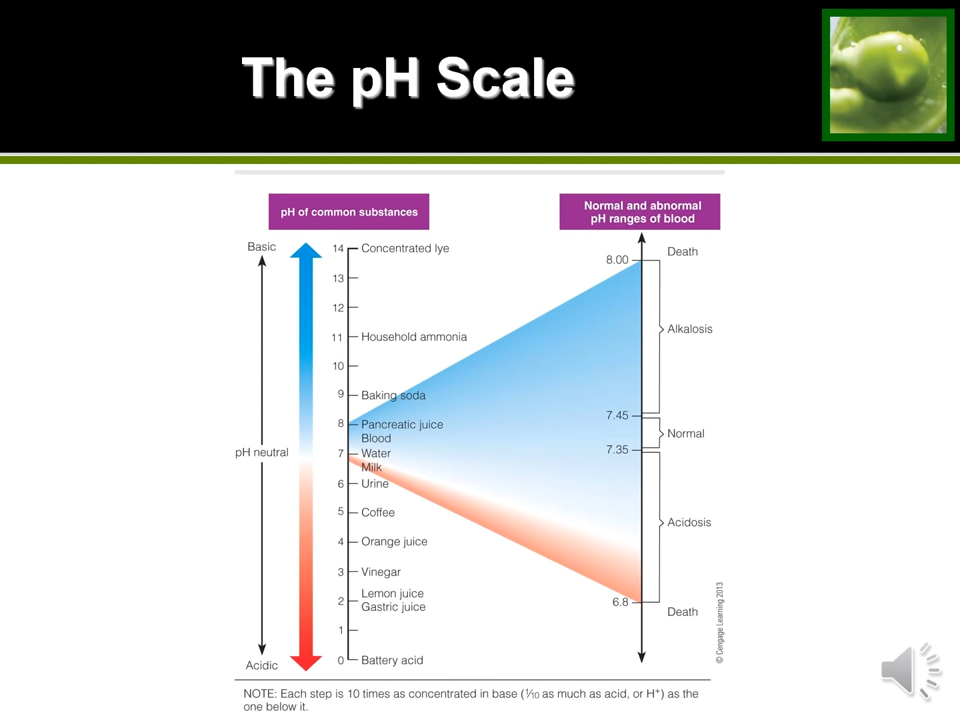 The pH Scale
pH of common substances
Normal and abnormal
pH ranges of blood
Basic
pH neutral
Acidic
14 Concentrated lye
13
12
11 Household ammonia
10
9 Baking soda
8 Pancreatic juice
Blood
7 Water
Milk
6 Urine
5 Coffee
4 Orange juice
3 Vinegar
Lemon juice
2
Gastric juice
1
0 Battery acid
Death
8.00
Alkalosis
7.45
Normal
7.35
Acidosis
6.8
Death
© Cengage Learning 2013
NOTE: Each step is 10 times as concentrated in base (1/10 as much as acid, or H⁺) as the
one below it.